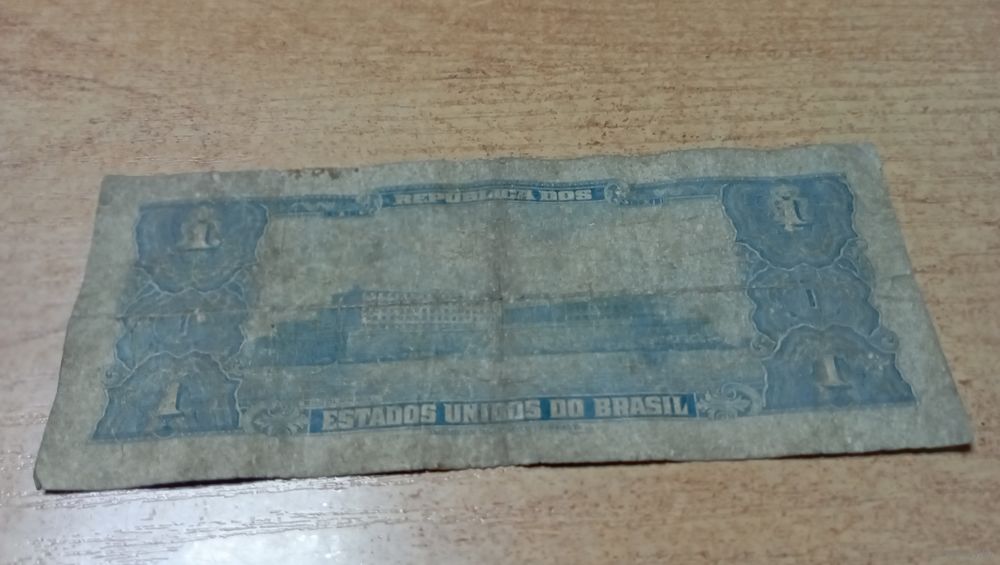 REPUBLICA DOS
1 1
1 1
ESTADOS UNIDOS DO BRASIL